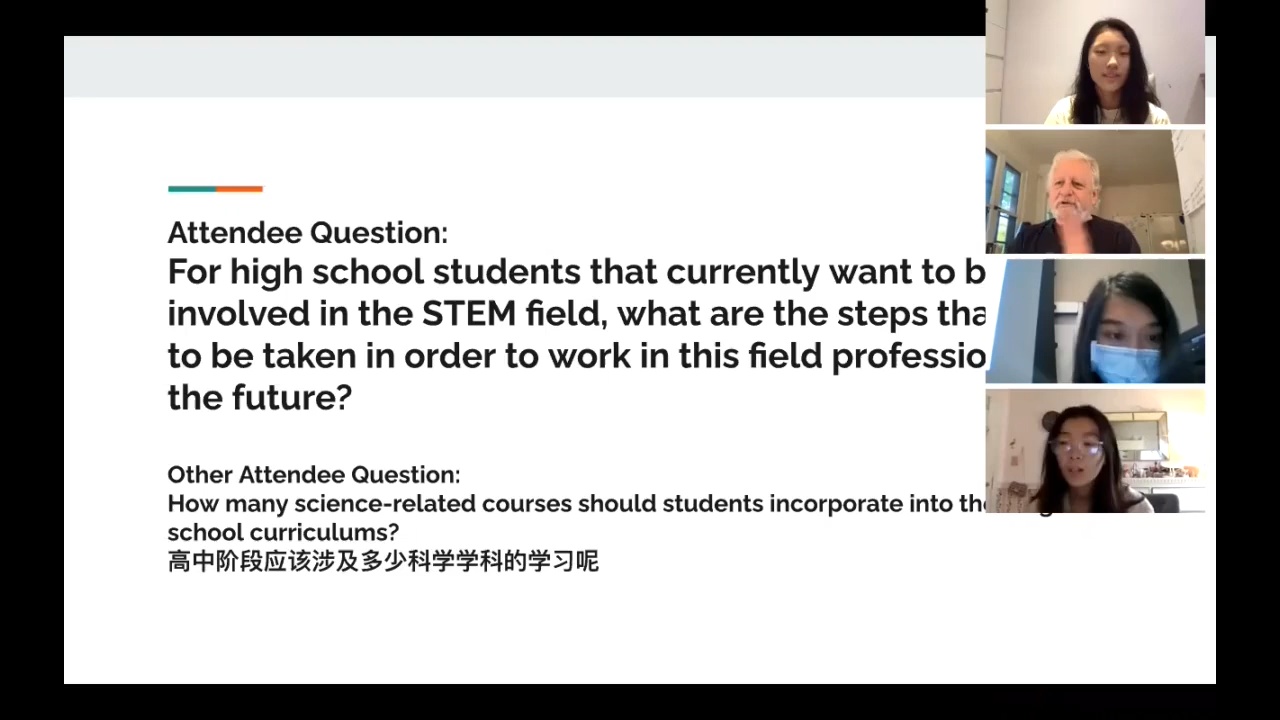 Attendee Question:
For high school students that currently want to b
involved in the STEM field, what are the steps tha
to be taken in order to work in this field professio
the future?
Other Attendee Question:
How many science-related courses should students incorporate into the
school curriculums?
高中阶段应该涉及多少科学学科的学习呢